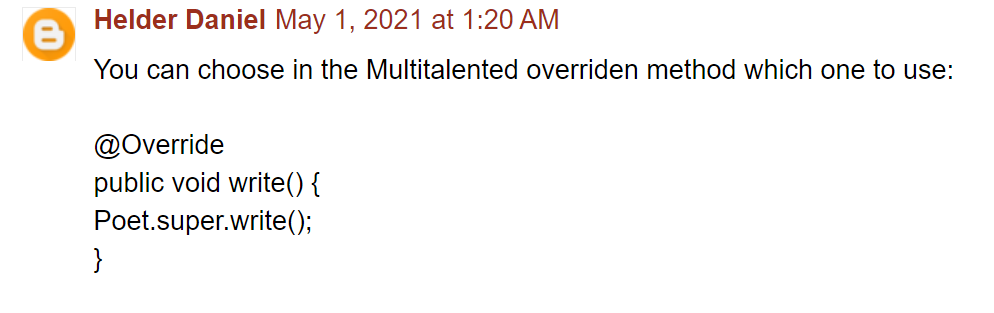 Helder Daniel May 1, 2021 at 1:20 AM
You can choose in the Multitalented overriden method which one to use:
@Override
public void write() {
Poet.super.write();
}